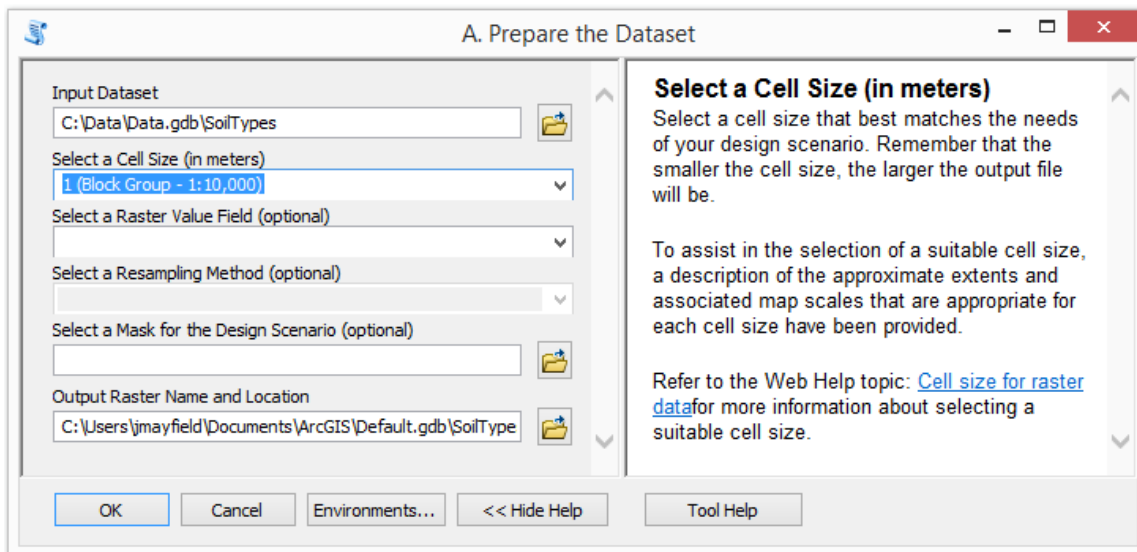 A. Prepare the Dataset
Input Dataset
C:\Data\Data.gdb\SoilTypes
Select a Cell Size (in meters)
1 (Block Group - 1:10,000)
Select a Raster Value Field (optional)
Select a Resampling Method (optional)
Select a Mask for the Design Scenario (optional)
Output Raster Name and Location
C:\Users\jmayfield\Documents\ArcGIS\Default.gdb\SoilType
Select a Cell Size (in meters)
Select a cell size that best matches the needs
of your design scenario. Remember that the
smaller the cell size, the larger the output file
will be.
To assist in the selection of a suitable cell size,
a description of the approximate extents and
associated map scales that are appropriate for
each cell size have been provided.
Refer to the Web Help topic: Cell size for raster
datafor more information about selecting a
suitable cell size.
OK
Cancel
Environments...
<< Hide Help
Tool Help